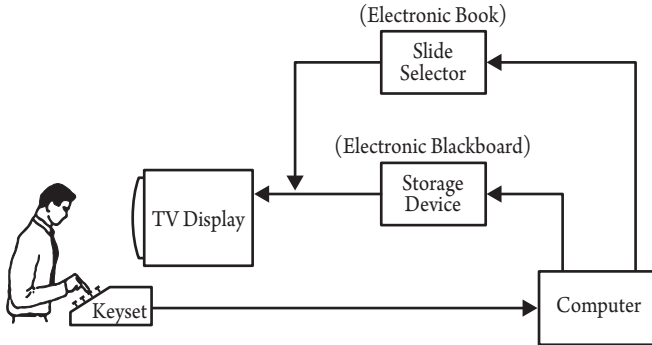 (Electronic Book)
Slide
Selector
(Electronic Blackboard)
Storage
Device
TV Display
Keyset
Computer